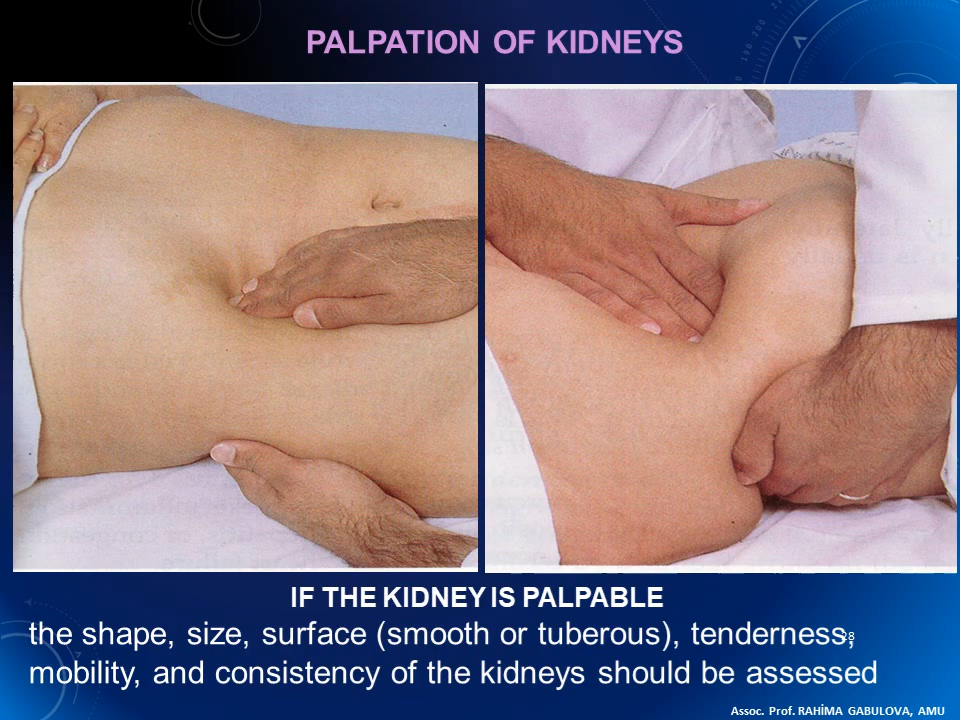 PALPATION OF KIDNEYS
IF THE KIDNEY IS PALPABLE
the shape, size, surface (smooth or tuberous), tenderness,
28
mobility, and consistency of the kidneys should be assessed
Assoc. Prof. RAHİMA GABULOVA, AMU